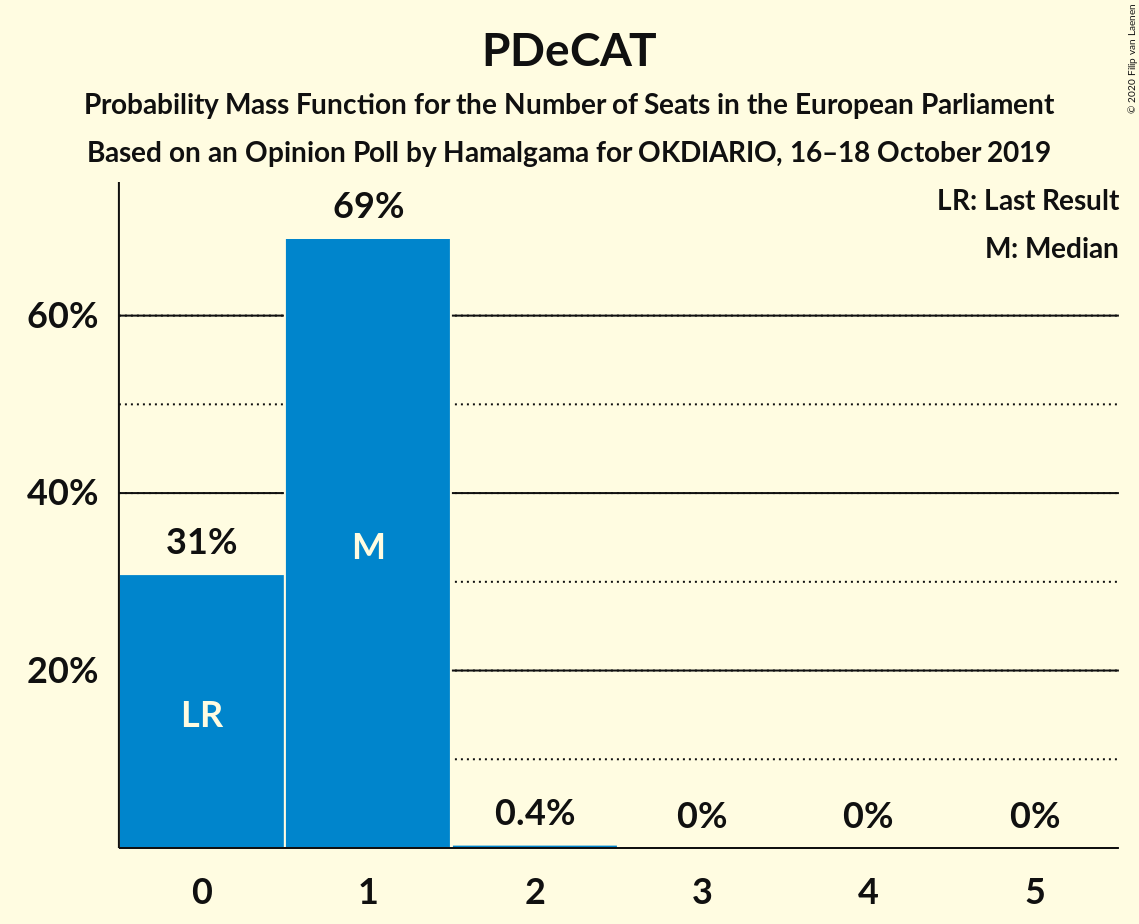 PDeCAT
Probability Mass Function for the Number of Seats in the European Parliament
Based on an Opinion Poll by Hamalgama for OKDIARIO, 16–18 October 2019
© 2020 Filip van Laenen
LR: Last Result
M: Median
69%
60%
40%
31%
M
20%
LR
0.4%
0%
0%
0%
0
1
2
3
4
5